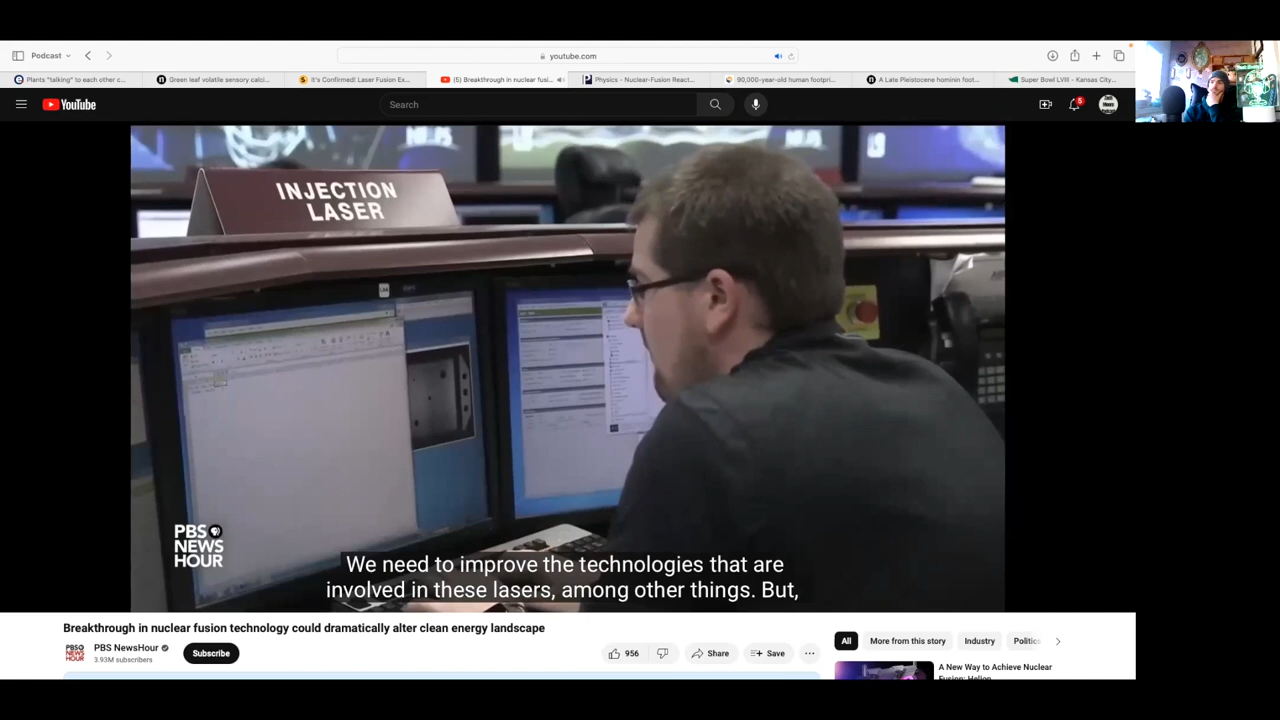 Podcast
youtube.com
Plants "talking" to each other c...
Green leaf volatile sensory calci...
It's Confirmed! Laser Fusion Ex...
(5) Breakthrough in nuclear fusi...
Physics - Nuclear-Fusion React...
90,000-year-old human footpri...
A Late Pleistocene hominin foot...
Super Bowl LVIII - Kansas City...
YouTube
Search
5
INJECTION
LASER
PBS
NEWS
HOUR
We need to improve the technologies that are
involved in these lasers, among other things. But,
Breakthrough in nuclear fusion technology could dramatically alter clean energy landscape
PBS NewsHour
3.93M subscribers
Subscribe
956
Share
Save
All
More from this story
Industry
Politics
A New Way to Achieve Nuclear
Fusion: Helion